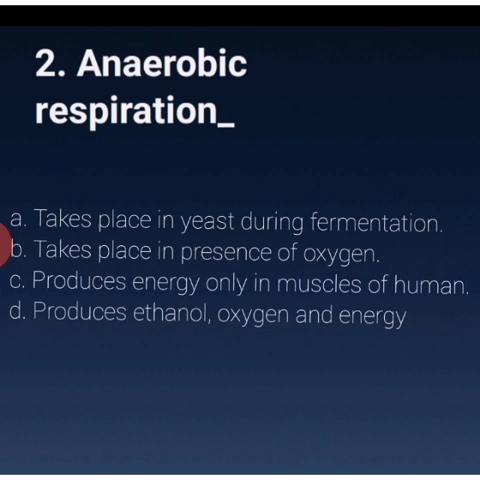 2. Anaerobic
respiration_
a. Takes place in yeast during fermentation.
b. Takes place in presence of oxygen.
c. Produces energy only in muscles of human.
d. Produces ethanol, oxygen and energy